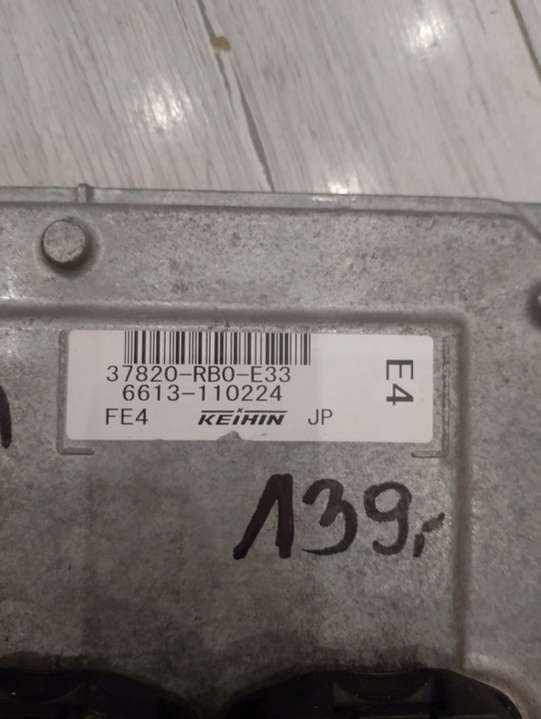 37820-RB0-E33
6613-110224
FE4 KEIHIN JP
E4
139,-